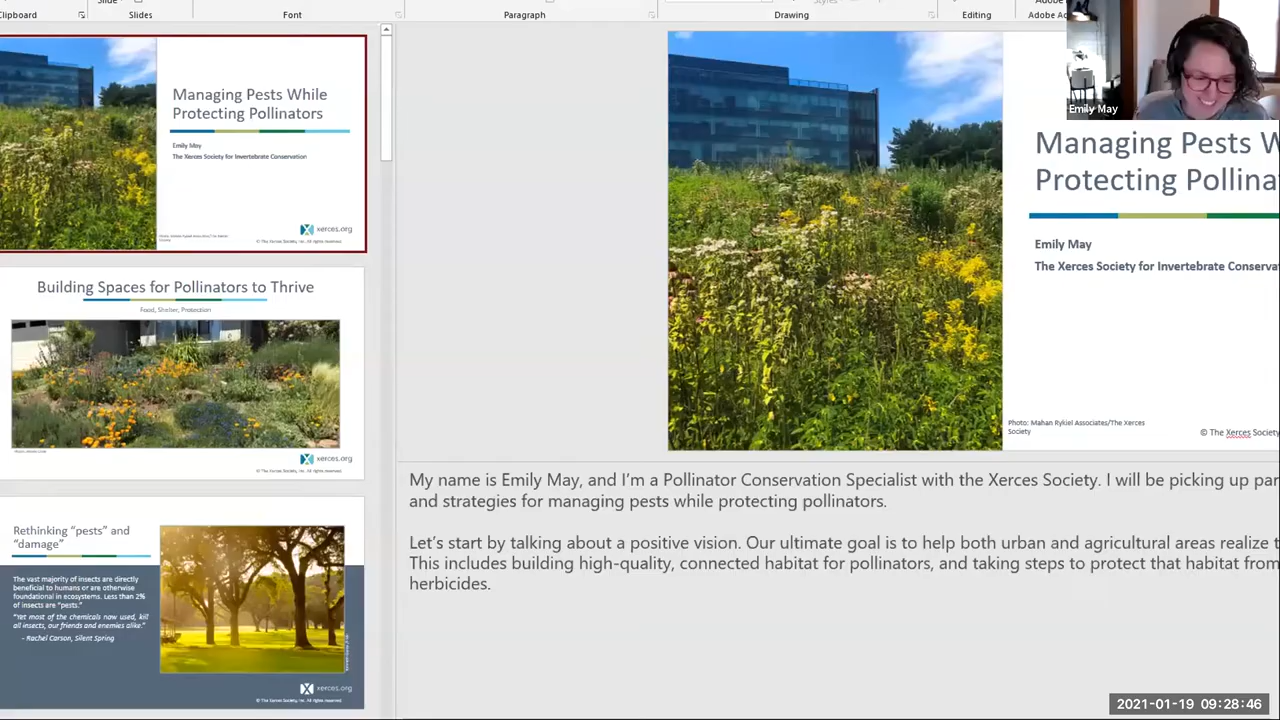 Slide
Clipboard
Slides
Font
Paragraph
Drawing
Editing
Adobe Ac
Managing Pests While
Protecting Pollinators
Emily May
The Xerces Society for Invertebrate Conservation
xerces.org
© The Xerces Society, Inc. All rights reserved.
Building Spaces for Pollinators to Thrive
Food, Shelter, Protection
xerces.org
© The Xerces Society, Inc. All rights reserved.
Rethinking “pests” and
“damage”
The vast majority of insects are directly
beneficial to humans or are otherwise
foundational in ecosystems. Less than 2%
of insects are “pests.”
“Yet most of the chemicals now used, kill
all insects, our friends and enemies alike.”
- Rachel Carson, Silent Spring
xerces.org
© The Xerces Society, Inc. All rights reserved.
Emily May
Managing Pests W
Protecting Pollina
Emily May
The Xerces Society for Invertebrate Conserva
Photo: Mahan Rykiel Associates/The Xerces
Society
© The Xerces Society
My name is Emily May, and I’m a Pollinator Conservation Specialist with the Xerces Society. I will be picking up par
and strategies for managing pests while protecting pollinators.
Let’s start by talking about a positive vision. Our ultimate goal is to help both urban and agricultural areas realize t
This includes building high-quality, connected habitat for pollinators, and taking steps to protect that habitat from
herbicides.
2021-01-19 09:28:46